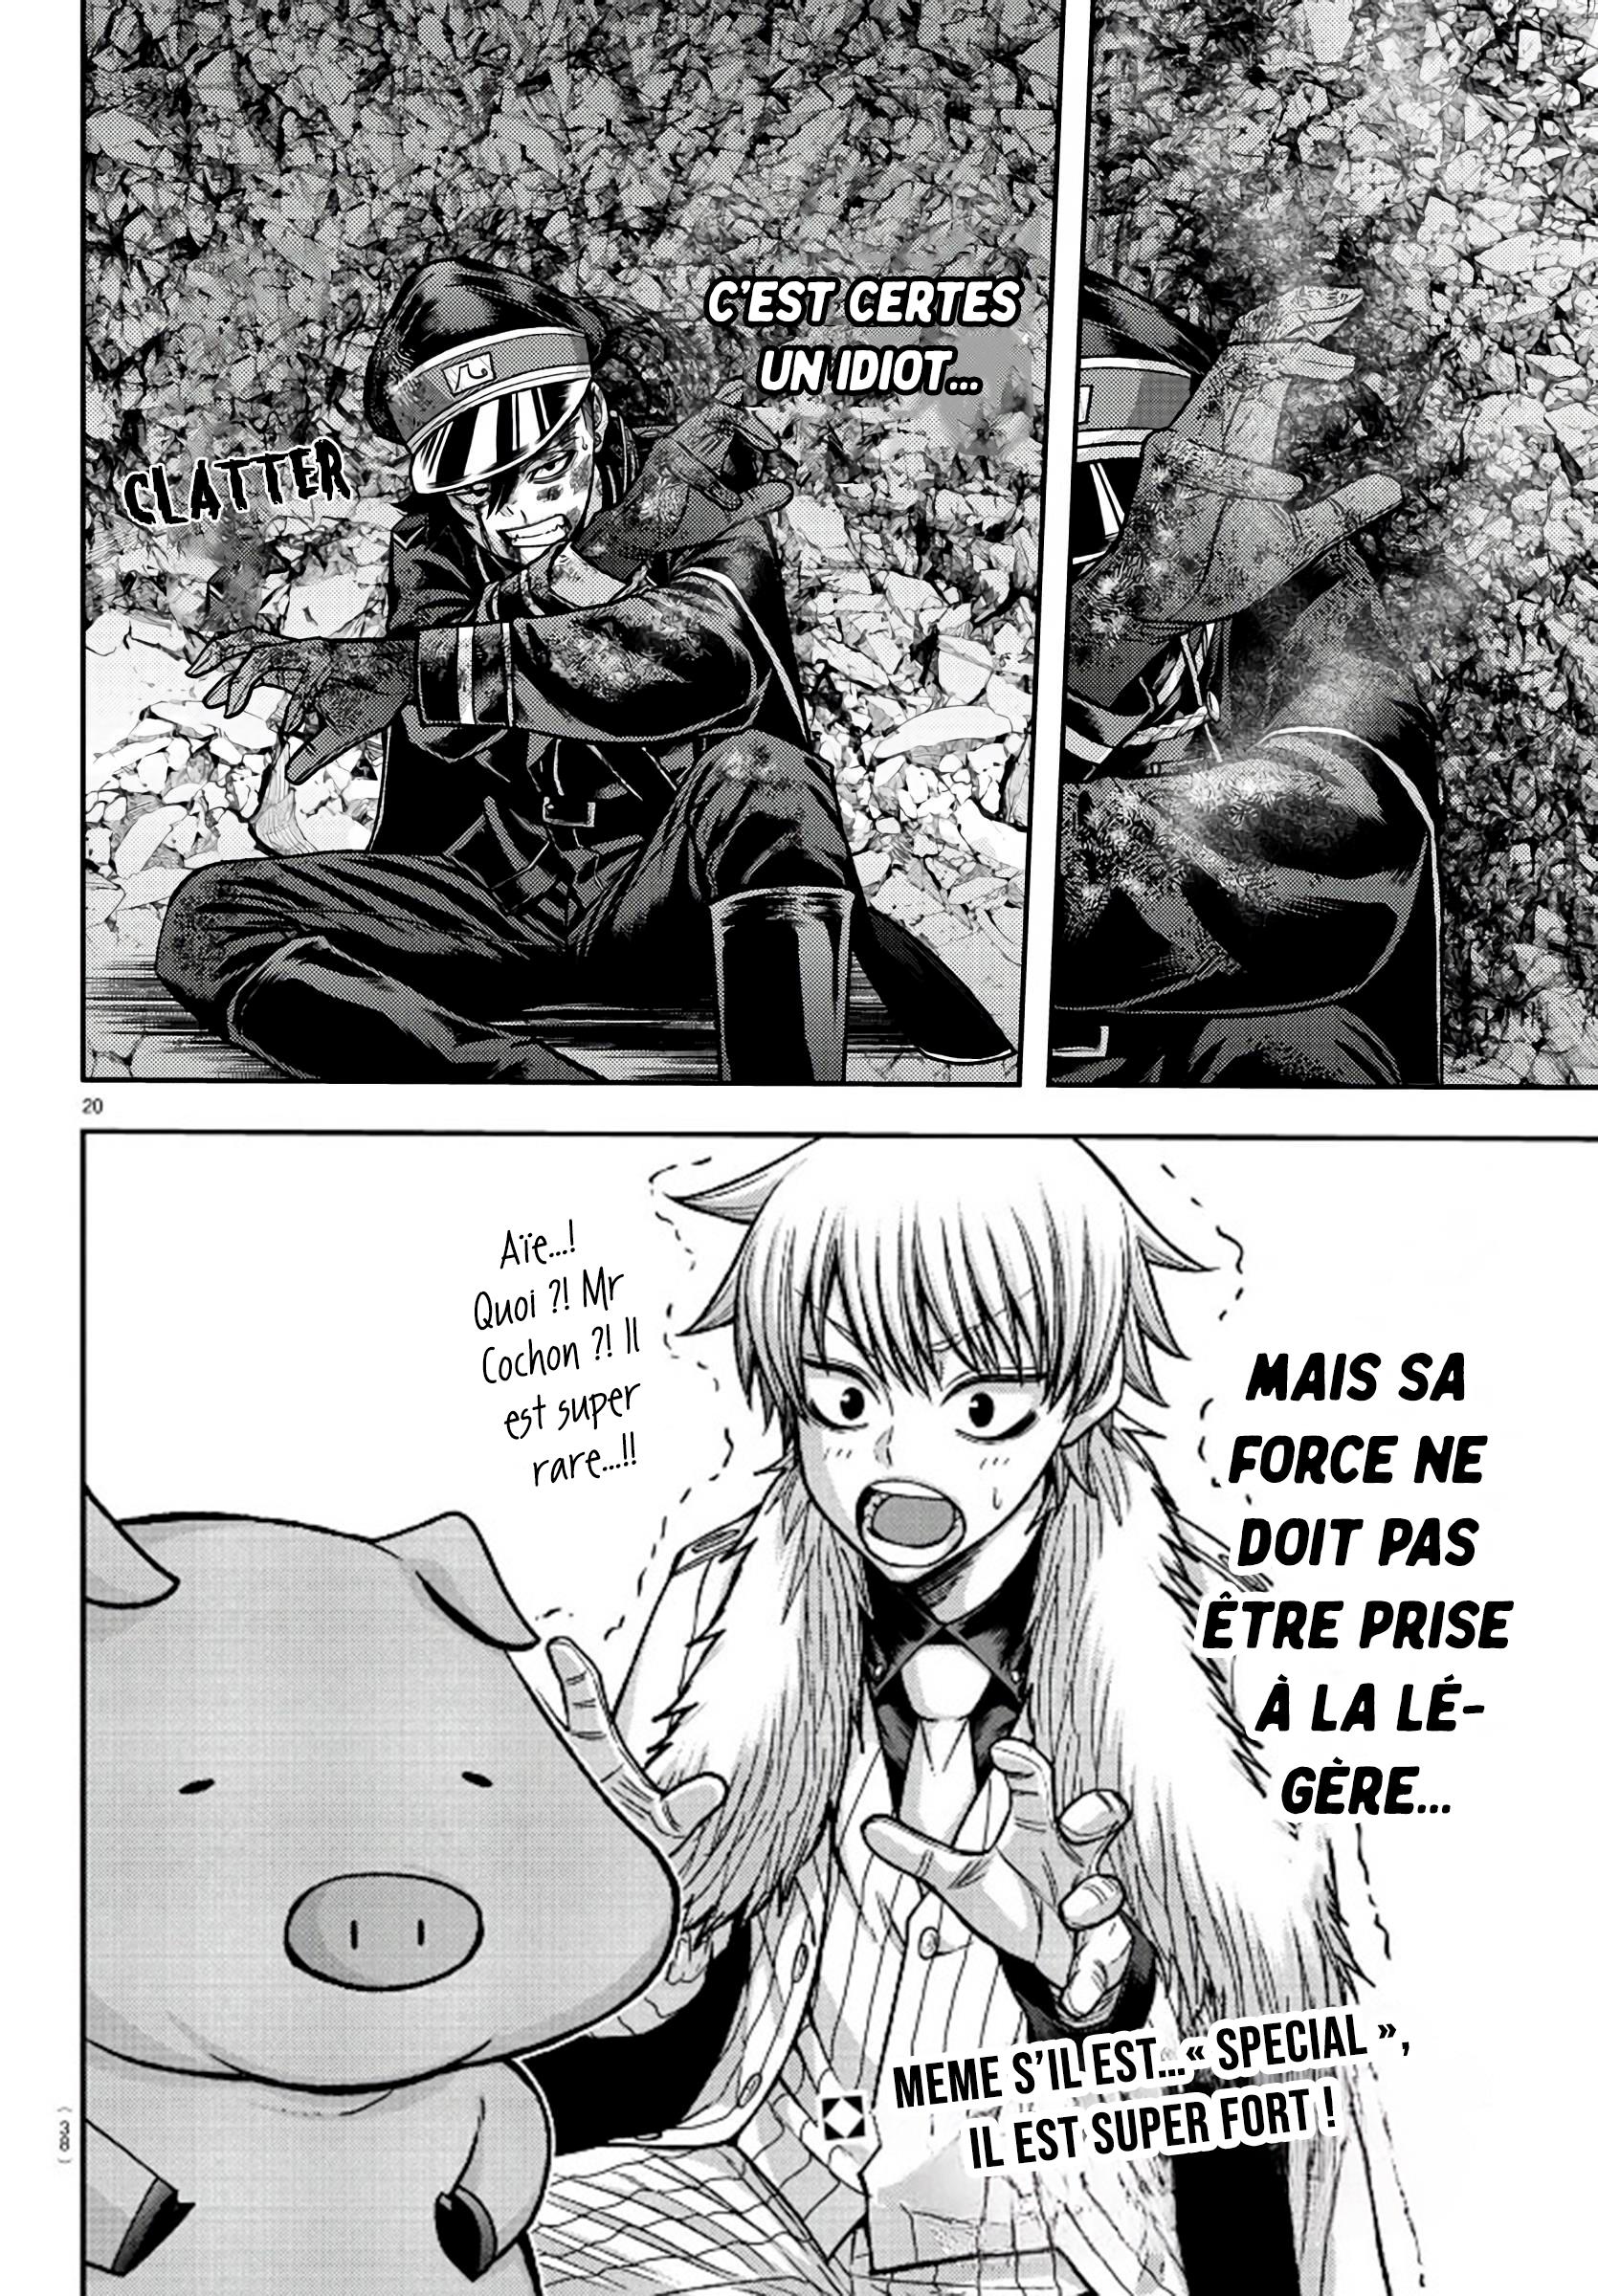 C'EST CERTES
UN IDIOT...
CLATTER
20
MAIS SA
FORCE NE
DOIT PAS
ÊTRE PRISE
À LA LÉ-
GÈRE...
Aïe...!
Quoi ?! Mr
Cochon ?! Il
est super
rare...!!
MEME S'IL EST...« SPECIAL »,
IL EST SUPER FORT !
(38)